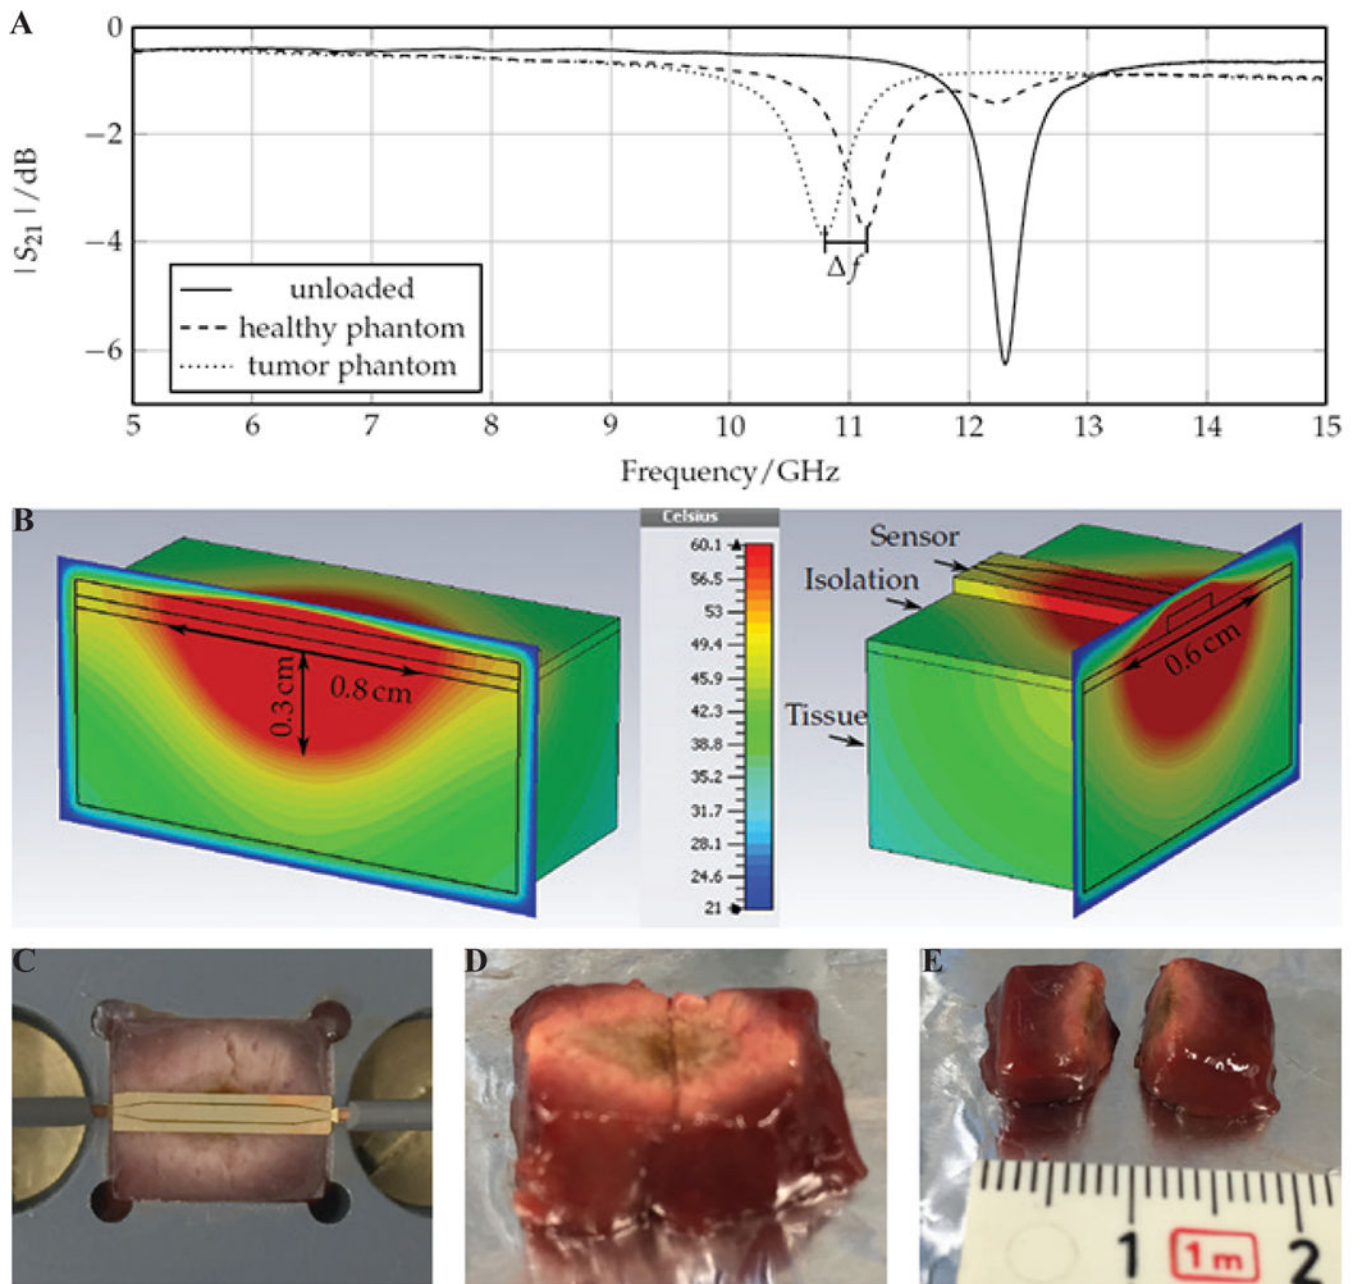 A
0
−2
−4
−6
|S21|/dB
Δf
unloaded
healthy phantom
tumor phantom
5 6 7 8 9 10 11 12 13 14 15
Frequency/GHz
B
Celsius
60.1
56.5
53
49.4
45.9
42.3
38.8
35.2
31.7
28.1
24.6
21
0.3 cm
0.8 cm
Sensor
Isolation
Tissue
0.6 cm
C
D
E
1 1 m 2